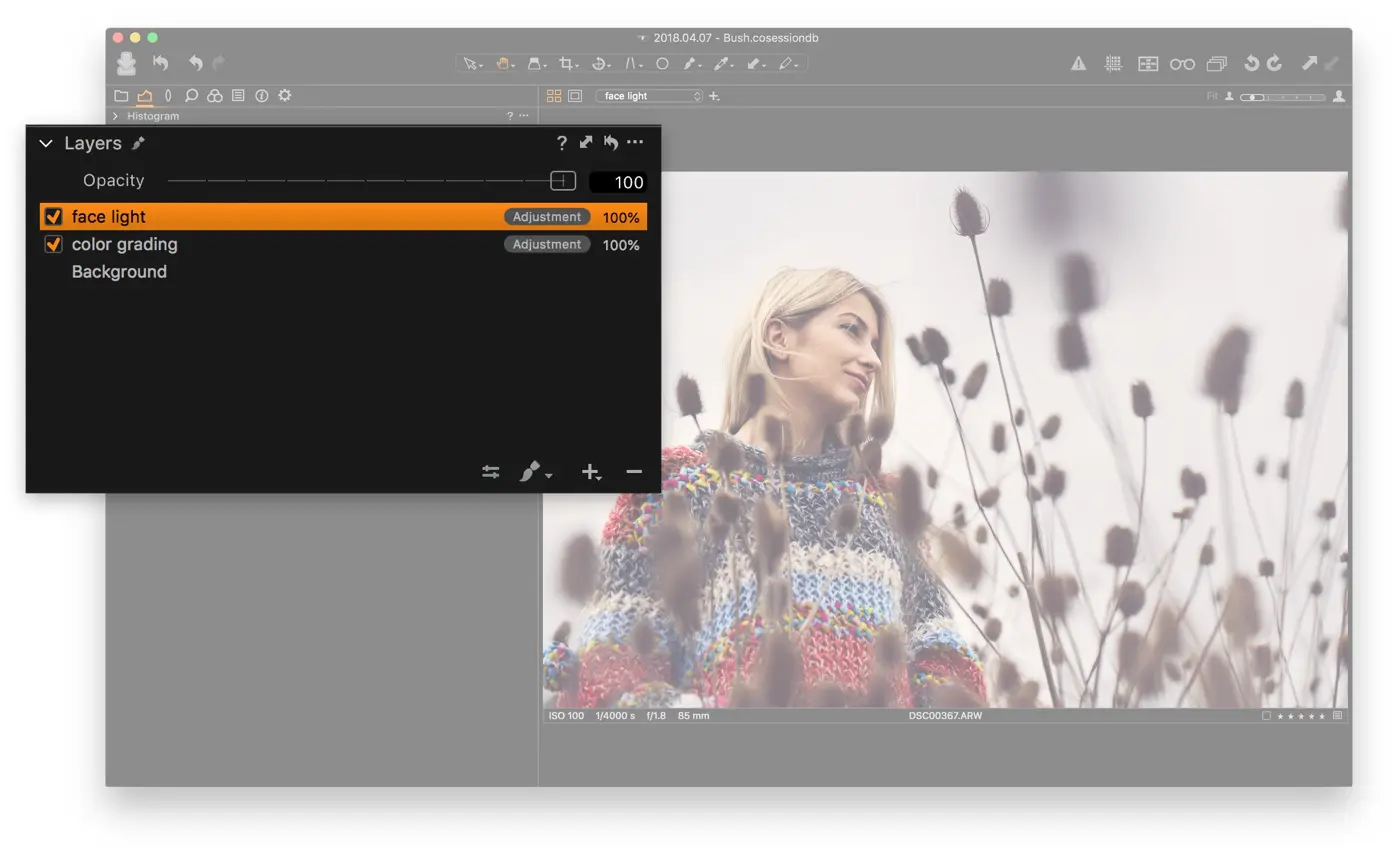 2018.04.07 - Bush.cosessiondb
face light
Fit
Histogram ? ...
Layers ? ...
Opacity 100
face light Adjustment 100%
color grading Adjustment 100%
Background
ISO 100 1/4000 s f/1.8 85 mm DSC00367.ARW